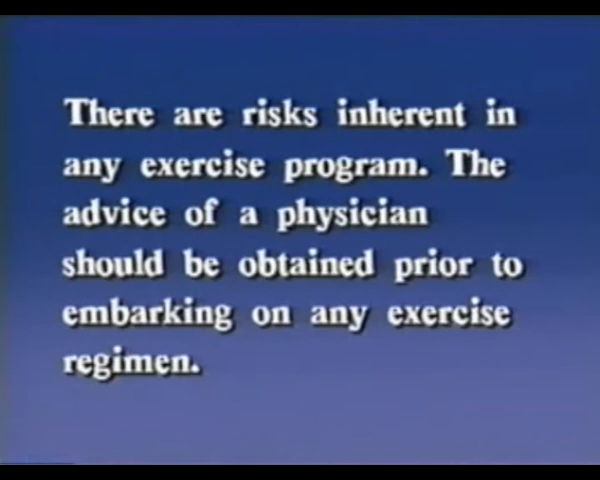 There are risks inherent in
any exercise program. The
advice of a physician
should be obtained prior to
embarking on any exercise
regimen.